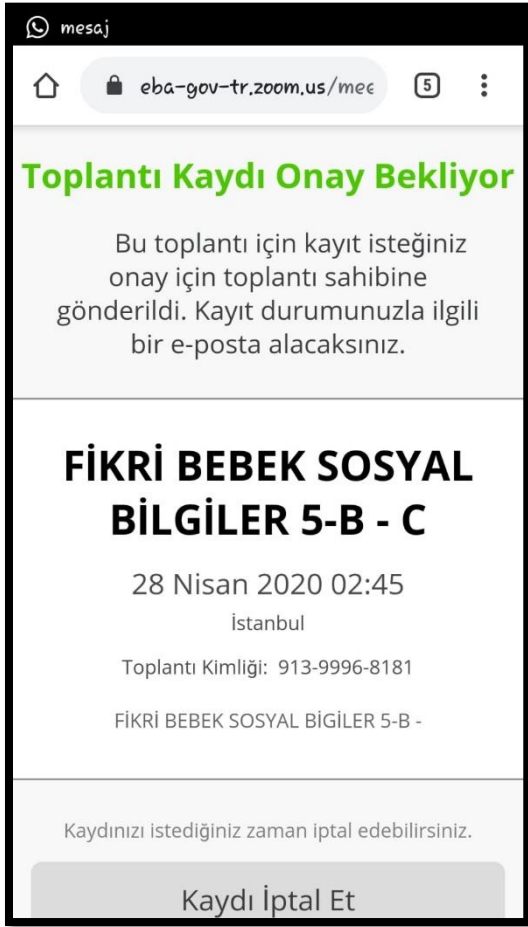 mesaj
eba-gov-tr.zoom.us/mee
5
Toplantı Kaydı Onay Bekliyor
Bu toplantı için kayıt isteğiniz
onay için toplantı sahibine
gönderildi. Kayıt durumunuzla ilgili
bir e-posta alacaksınız.
FİKRİ BEBEK SOSYAL
BİLGİLER 5-B - C
28 Nisan 2020 02:45
İstanbul
Toplantı Kimliği: 913-9996-8181
FİKRİ BEBEK SOSYAL BİGİLER 5-B -
Kaydınızı istediğiniz zaman iptal edebilirsiniz.
Kaydı İptal Et